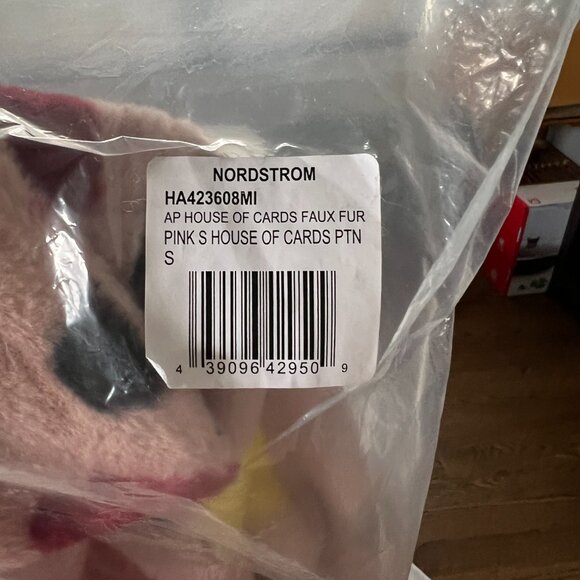 NORDSTROM
HA423608MI
AP HOUSE OF CARDS FAUX FUR
PINK S HOUSE OF CARDS PTN
S
4 39096 42950 9